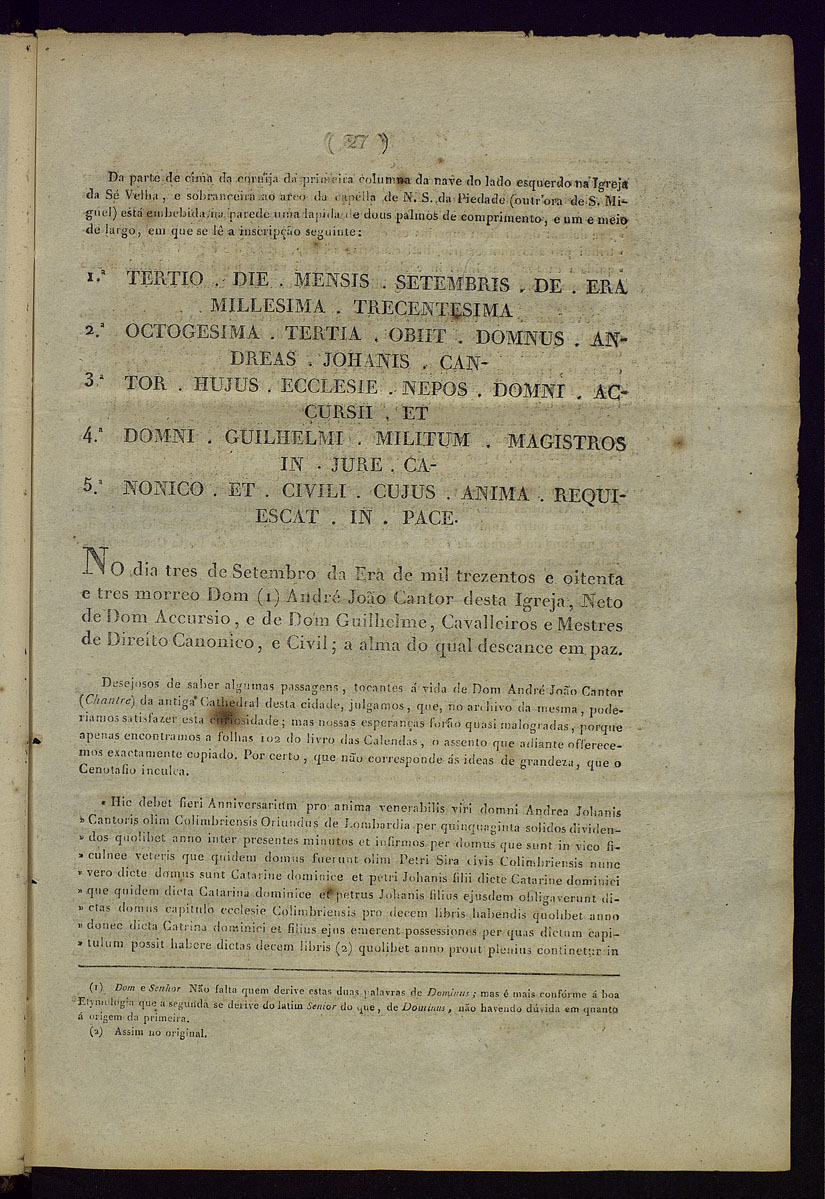 ( 27 )
Da parte de cima da cornija da primeira columna da nave do lado esquerdo na Igreja
da Sé Velha, e sobranceira ao arco da capella de N. S. da Piedade (outr'ora de S. Mi-
guel) está embebida na parede uma lapida de dous palmos de comprimento, e um e meio
de largo, em que se lê a inscripção seguinte:
1.ª TERTIO . DIE . MENSIS . SETEMBRIS . DE . ERA
. MILLESIMA . TRECENTESIMA
2.ª OCTOGESIMA . TERTIA . OBIIT . DOMNUS . AN-
DREAS . JOHANIS . CAN-
3.ª TOR . HUJUS . ECCLESIE . NEPOS . DOMNI . AC-
CURSII . ET
4.ª DOMNI . GUILHELMI . MILITUM . MAGISTROS
IN . JURE . CA-
5.ª NONICO . ET . CIVILI . CUJUS . ANIMA . REQUI-
ESCAT . IN . PACE.
NO dia tres de Setembro da Era de mil trezentos e oitenta
e tres morreo Dom (1) André João Cantor desta Igreja, Neto
de Dom Accursio, e de Dom Guilhelme, Cavalleiros e Mestres
de Direito Canonico, e Civil; a alma do qual descance em paz.
Desejosos de saber algumas passagens, tocantes á vida de Dom André João Cantor
(Chantre) da antiga Cathedral desta cidade, julgamos, que, no archivo da mesma, pode-
riamos satisfazer esta curiosidade; mas nossas esperanças forão quasi malogradas, porque
apenas encontramos a folhas 102 do livro das Calendas, o assento que adiante offerece-
mos exactamente copiado. Por certo, que não corresponde ás ideas de grandeza, que o
Cenotafio inculca.
« Hic debet fieri Anniversarium pro anima venerabilis viri domni Andrea Johanis
» Cantoris olim Colimbriensis Oriundus de Lombardia per quinquaginta solidos dividen-
» dos quolibet anno inter presentes minutos et infirmos per domus que sunt in vico fi-
» culnee veteris que quidem domus fuerunt olim Petri Sira civis Colimbriensis nunc
» vero dicte domus sunt Catarine dominice et petri Johanis filii dicte Catarine dominici
» que quidem dicta Catarina dominice et petrus Johanis filius ejusdem obligaverunt di-
» ctas domus capitulo ecclesie Colimbriensis pro decem libris habendis quolibet anno
» donec dicta Catrina dominici et filius ejus emerent possessiones per quas dictum capi-
» tulum possit habere dictas decem libris (2) quolibet anno prout plenius continetur in
(1) Dom e Senhor Não falta quem derive estas duas palavras de Dominus; mas é mais confórme á boa
Etymologia que a segunda se derive do latim Senior do que, de Dominus, não havendo dúvida em quanto
á origem da primeira.
(2) Assim no original.